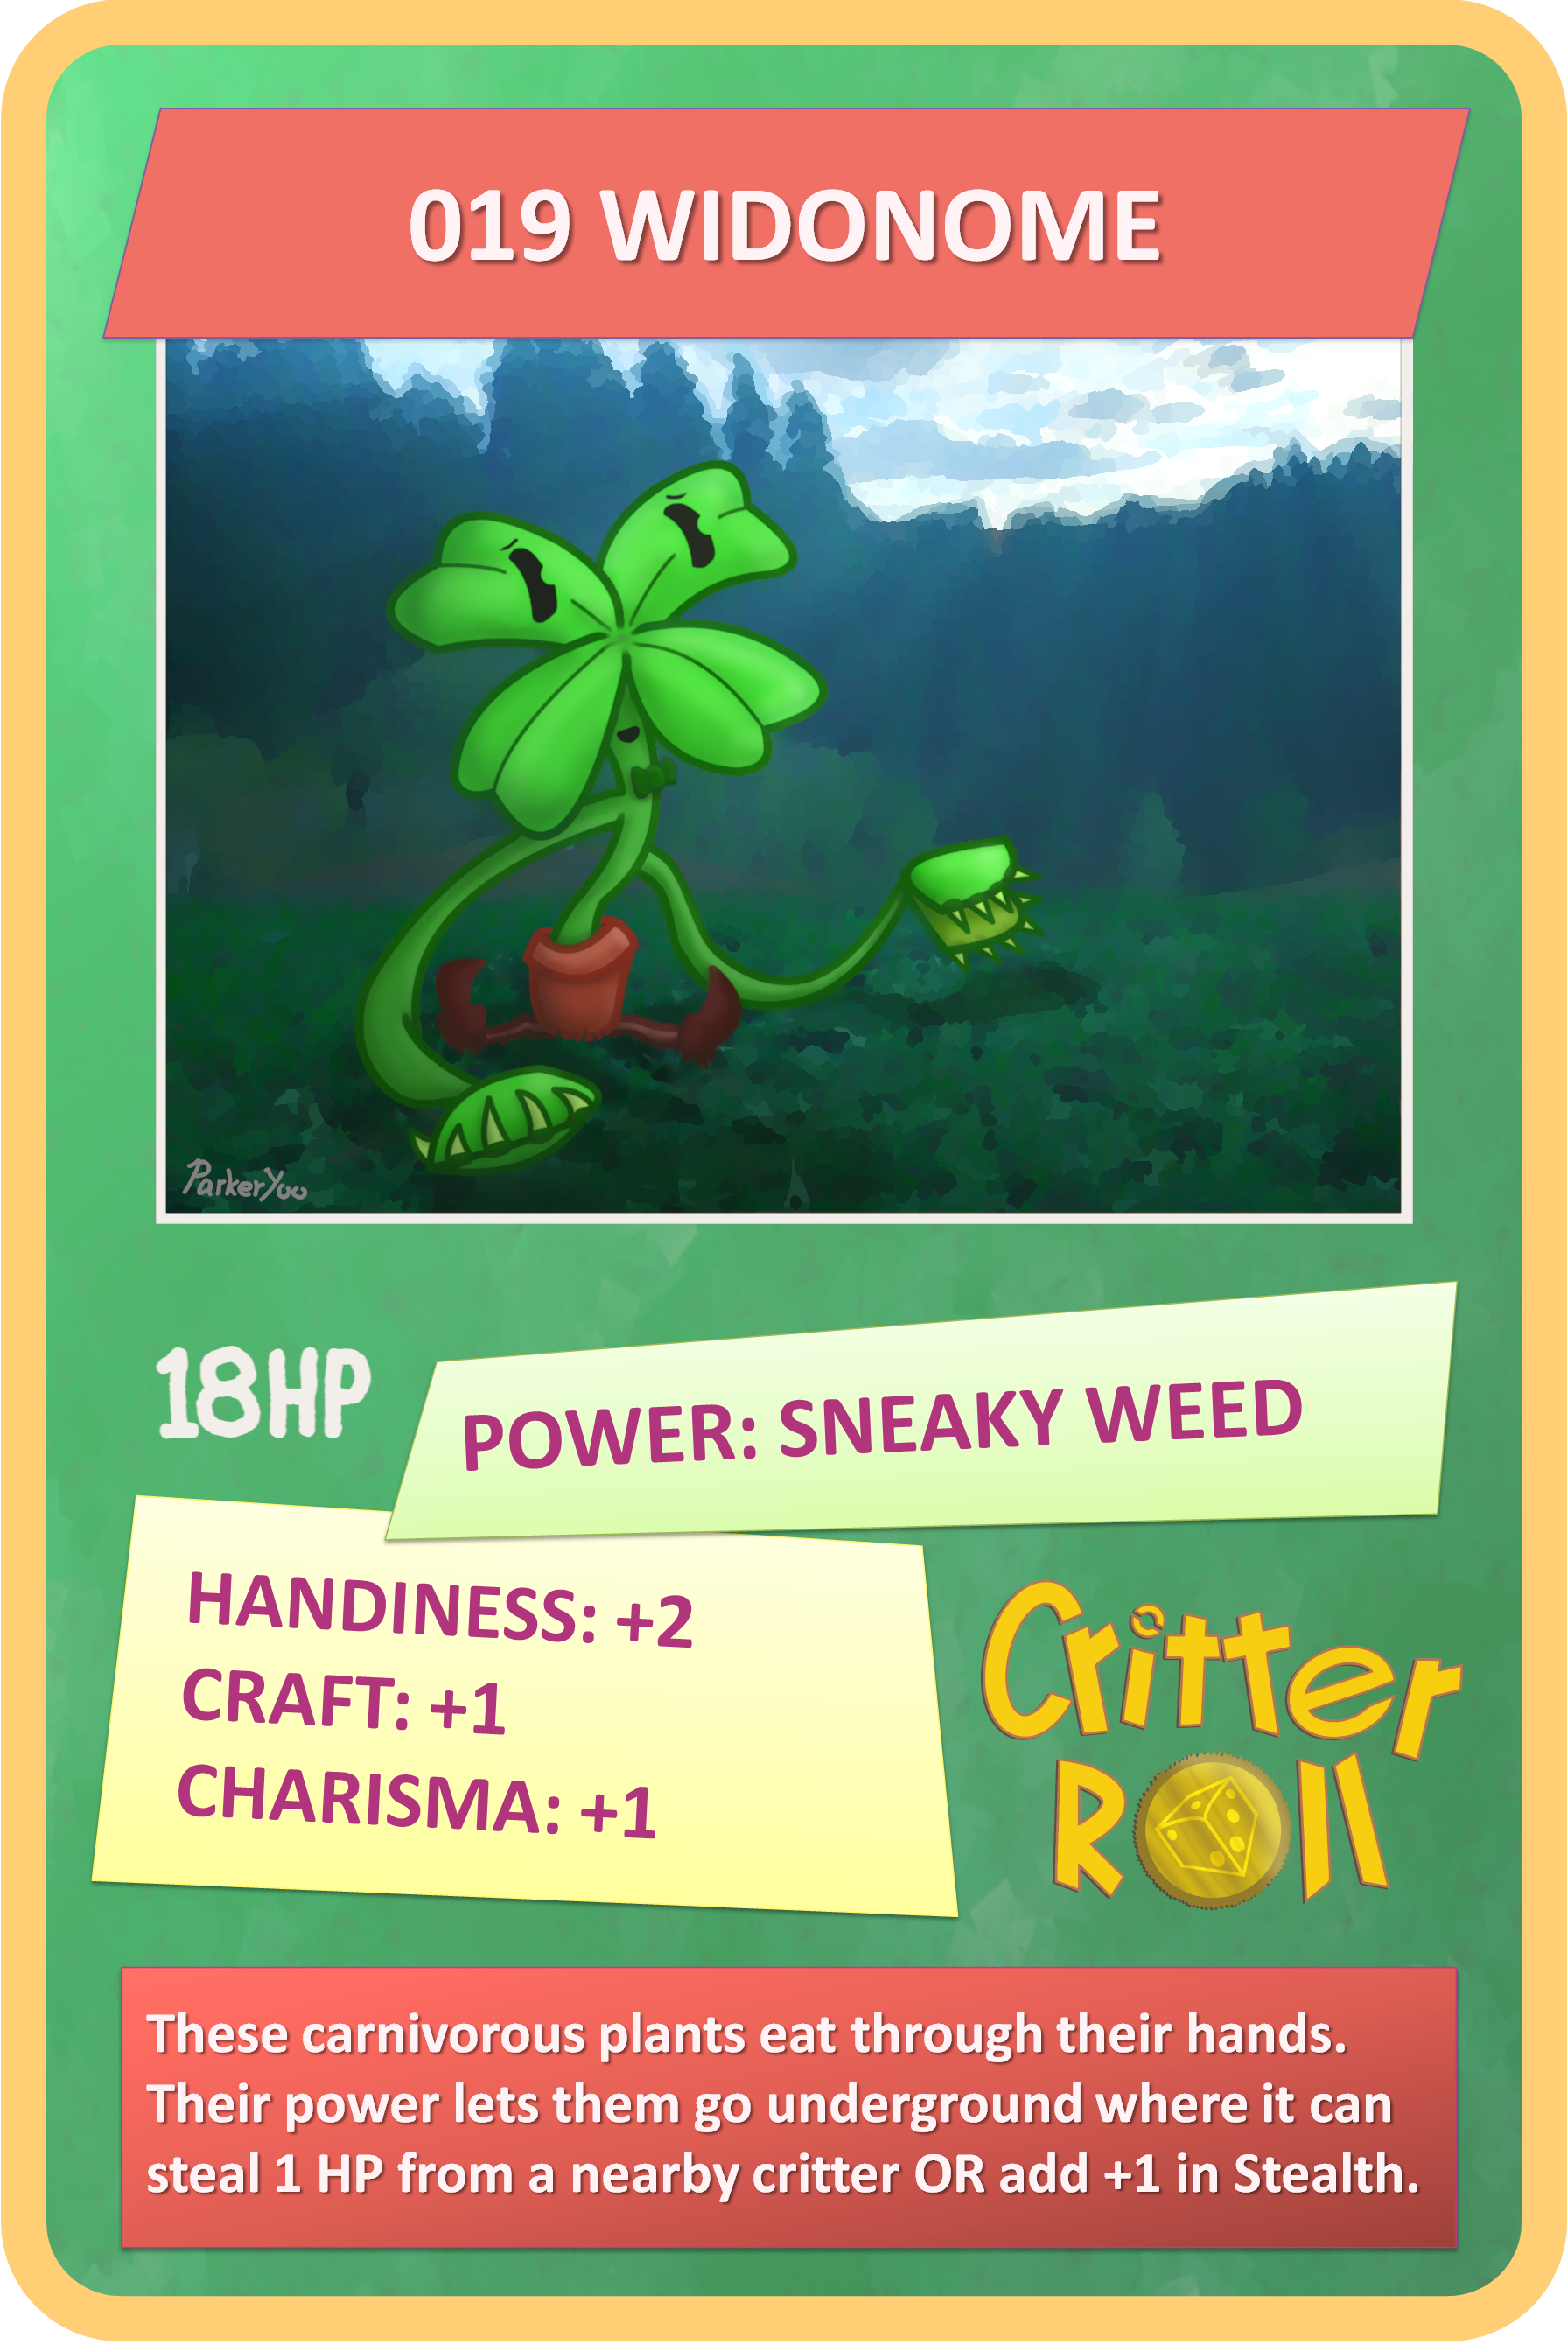 019 WIDONOME
ParkerYoo
18HP
POWER: SNEAKY WEED
HANDINESS: +2
CRAFT: +1
CHARISMA: +1
Critter
Roll
These carnivorous plants eat through their hands.
Their power lets them go underground where it can
steal 1 HP from a nearby critter OR add +1 in Stealth.